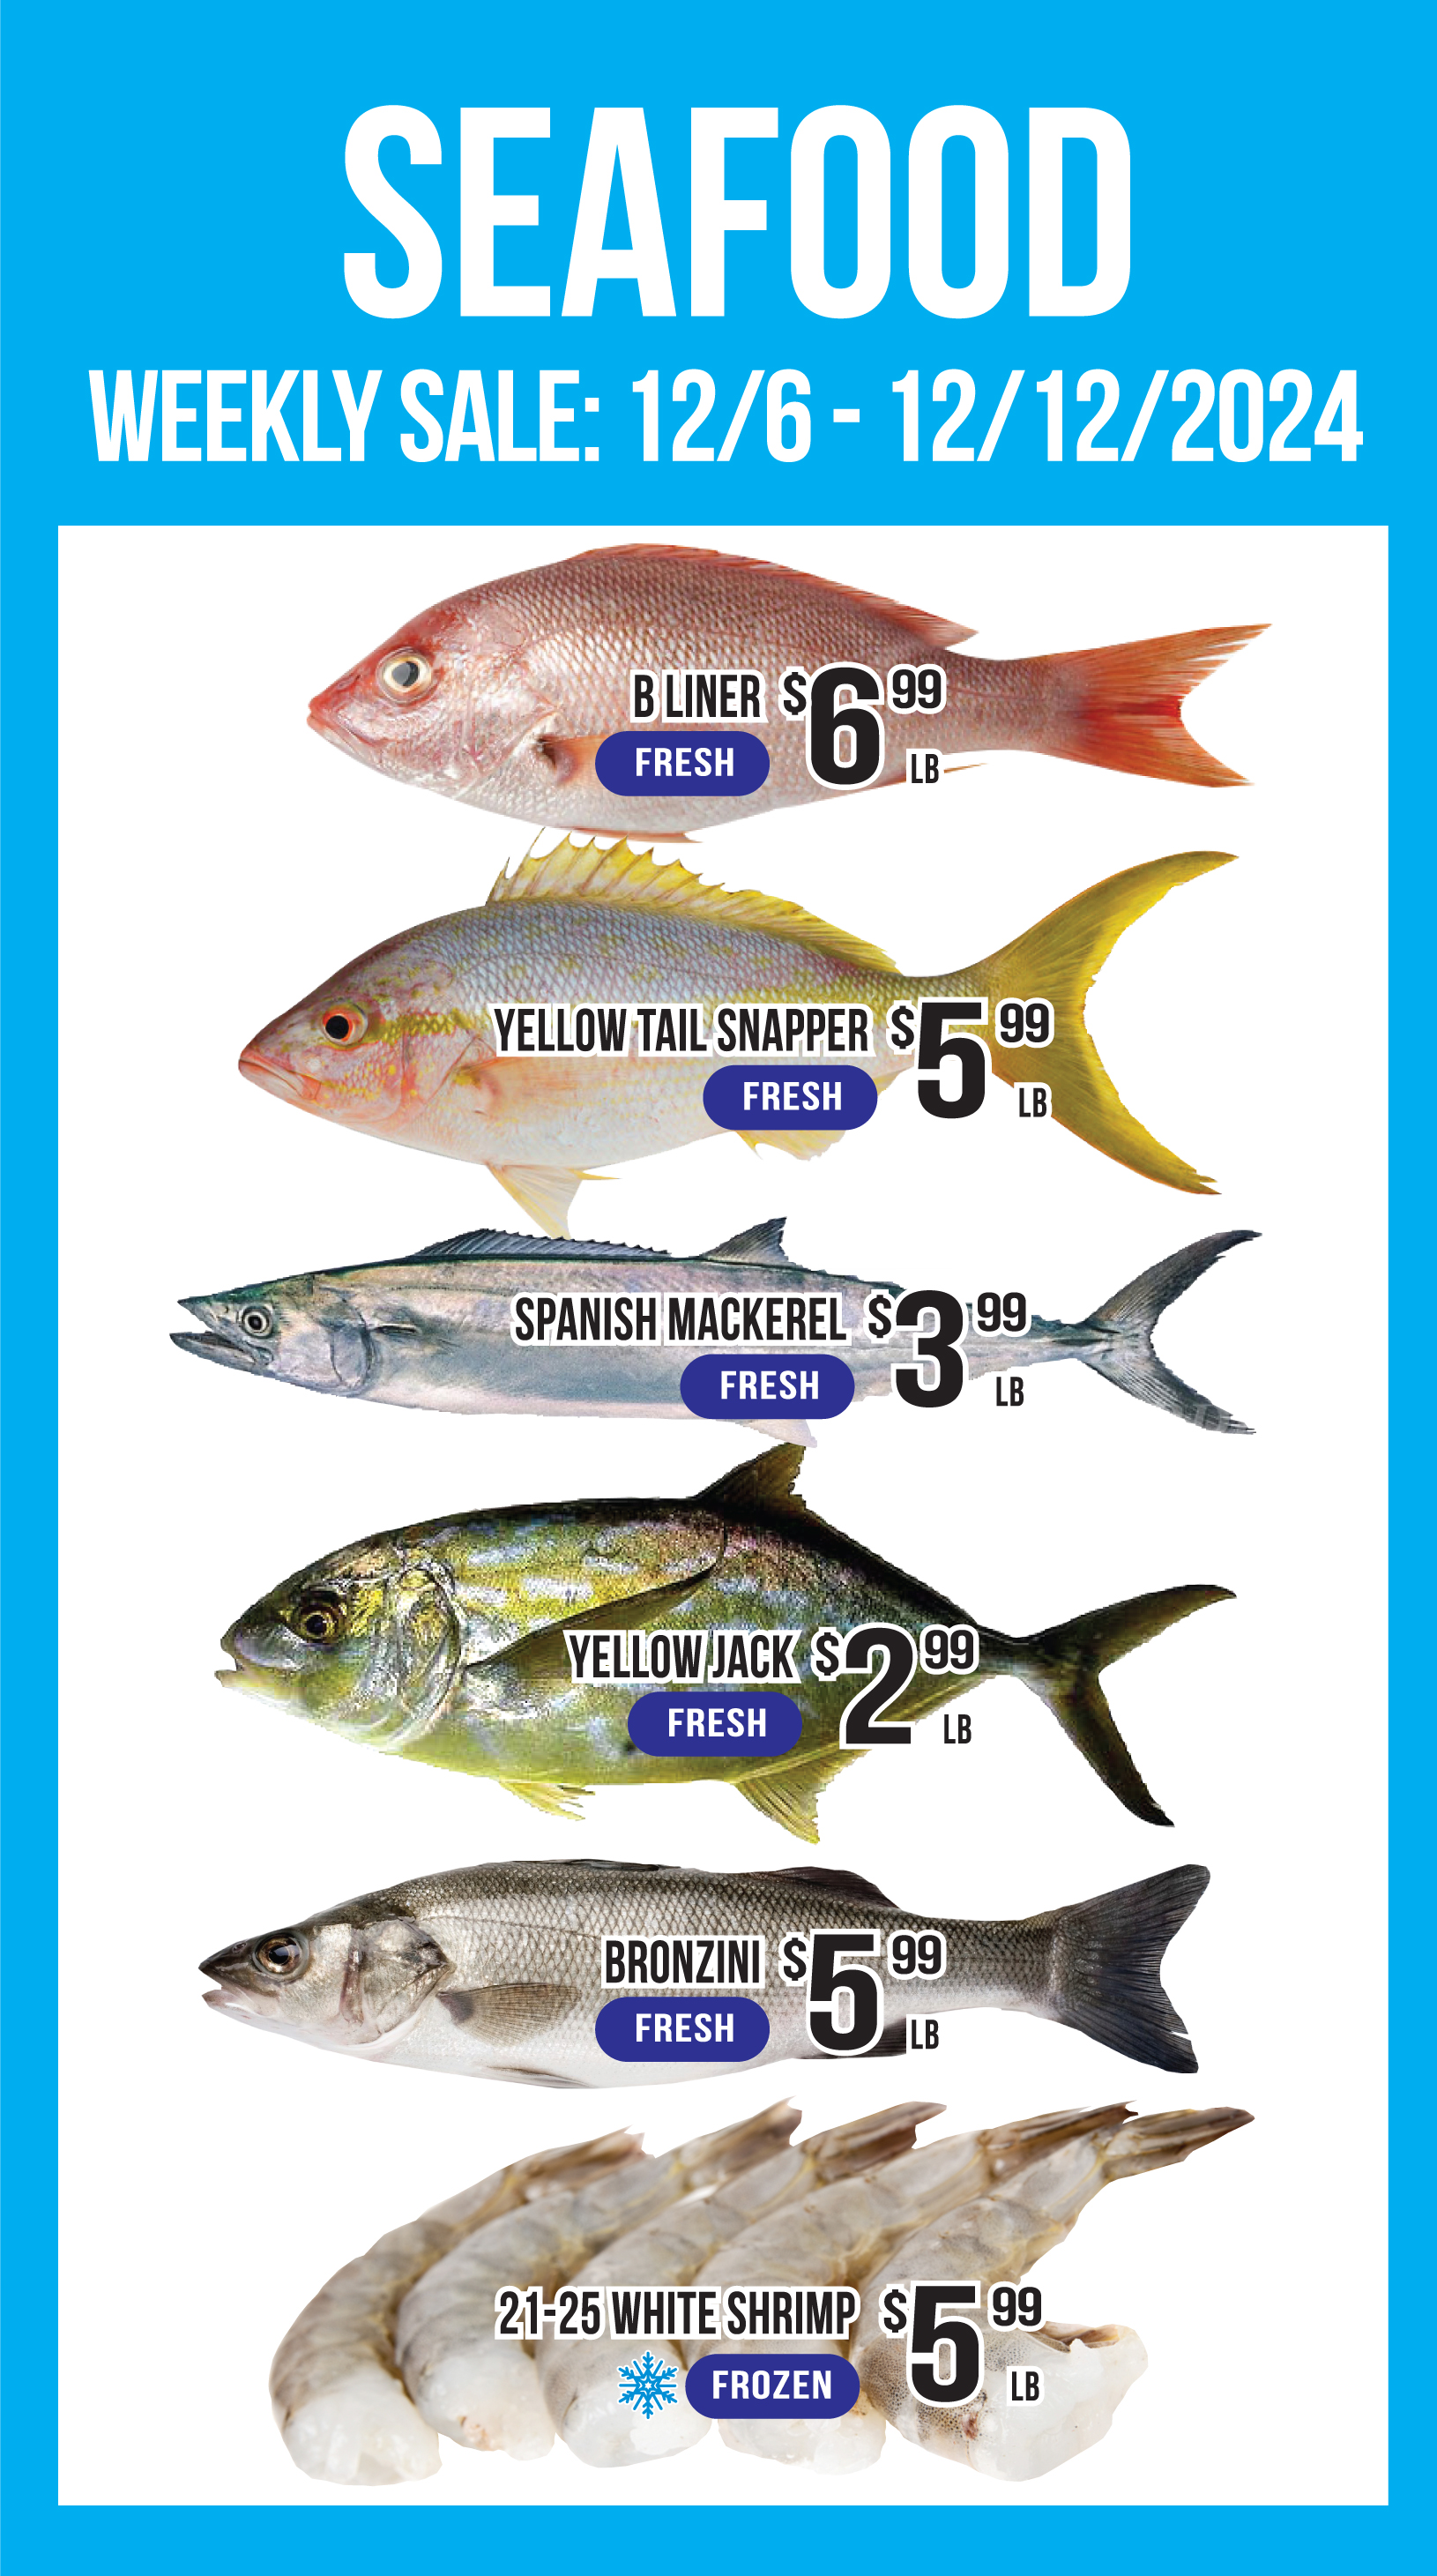 SEAFOOD
WEEKLY SALE: 12/6 - 12/12/2024
B LINER $6 99 LB
FRESH
YELLOW TAIL SNAPPER $5 99 LB
FRESH
SPANISH MACKEREL $3 99 LB
FRESH
YELLOW JACK $2 99 LB
FRESH
BRONZINI $5 99 LB
FRESH
21-25 WHITE SHRIMP $5 99 LB
FROZEN